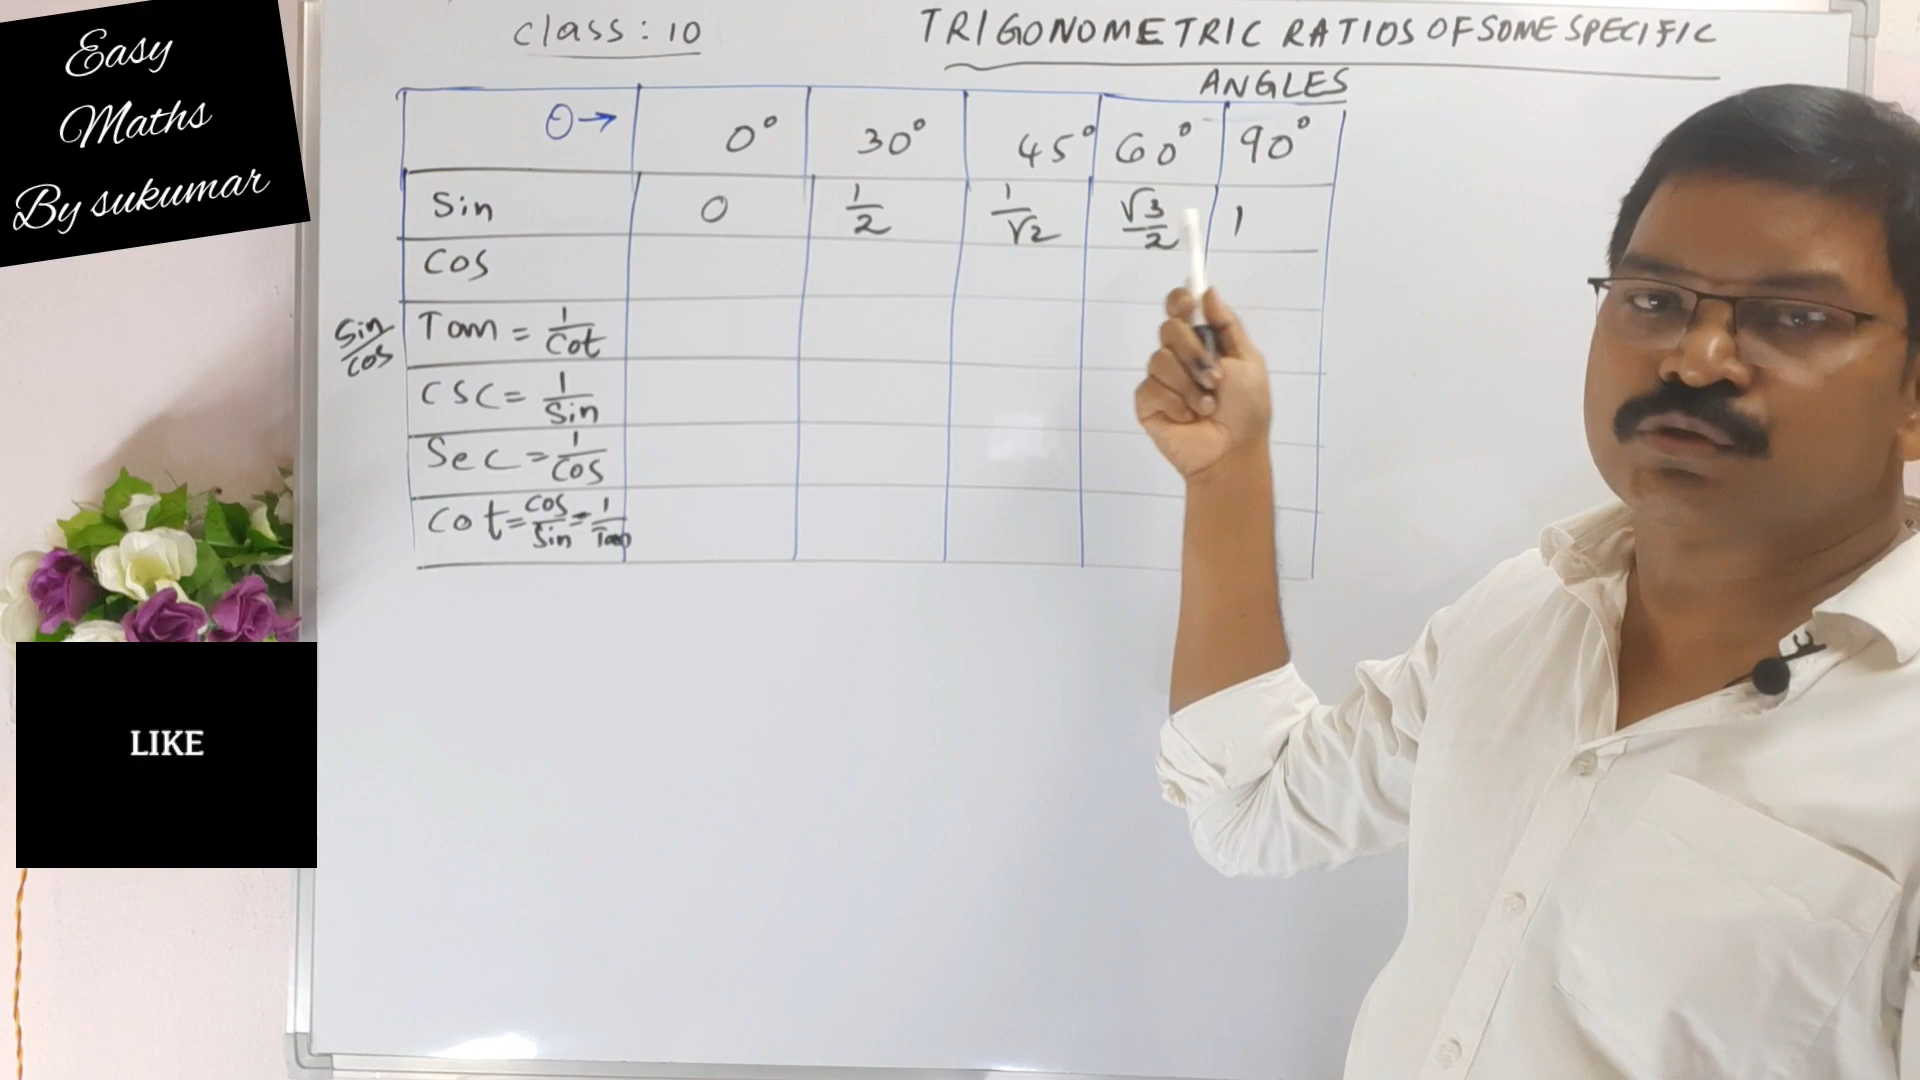 Easy
Maths
By sukumar
class : 10
TRIGONOMETRIC RATIOS OF SOME SPECIFIC
ANGLES
θ→ 0° 30° 45° 60° 90°
Sin 0 1/2 1/√2 √3/2 1
Cos
Sin/cos Tan = 1/Cot
CSC = 1/Sin
Sec = 1/Cos
Cot = Cos/Sin = 1/Tan
LIKE